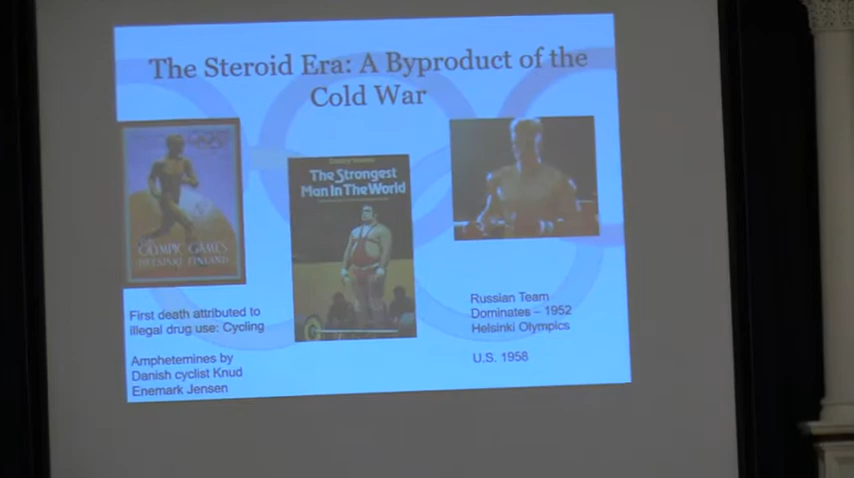 The Steroid Era: A Byproduct of the
Cold War
OLYMPIC GAMES
HELSINKI FINLAND
The Strongest
Man In The World
First death attributed to
illegal drug use: Cycling
Amphetemines by
Danish cyclist Knud
Enemark Jensen
Russian Team
Dominates – 1952
Helsinki Olympics
U.S. 1958